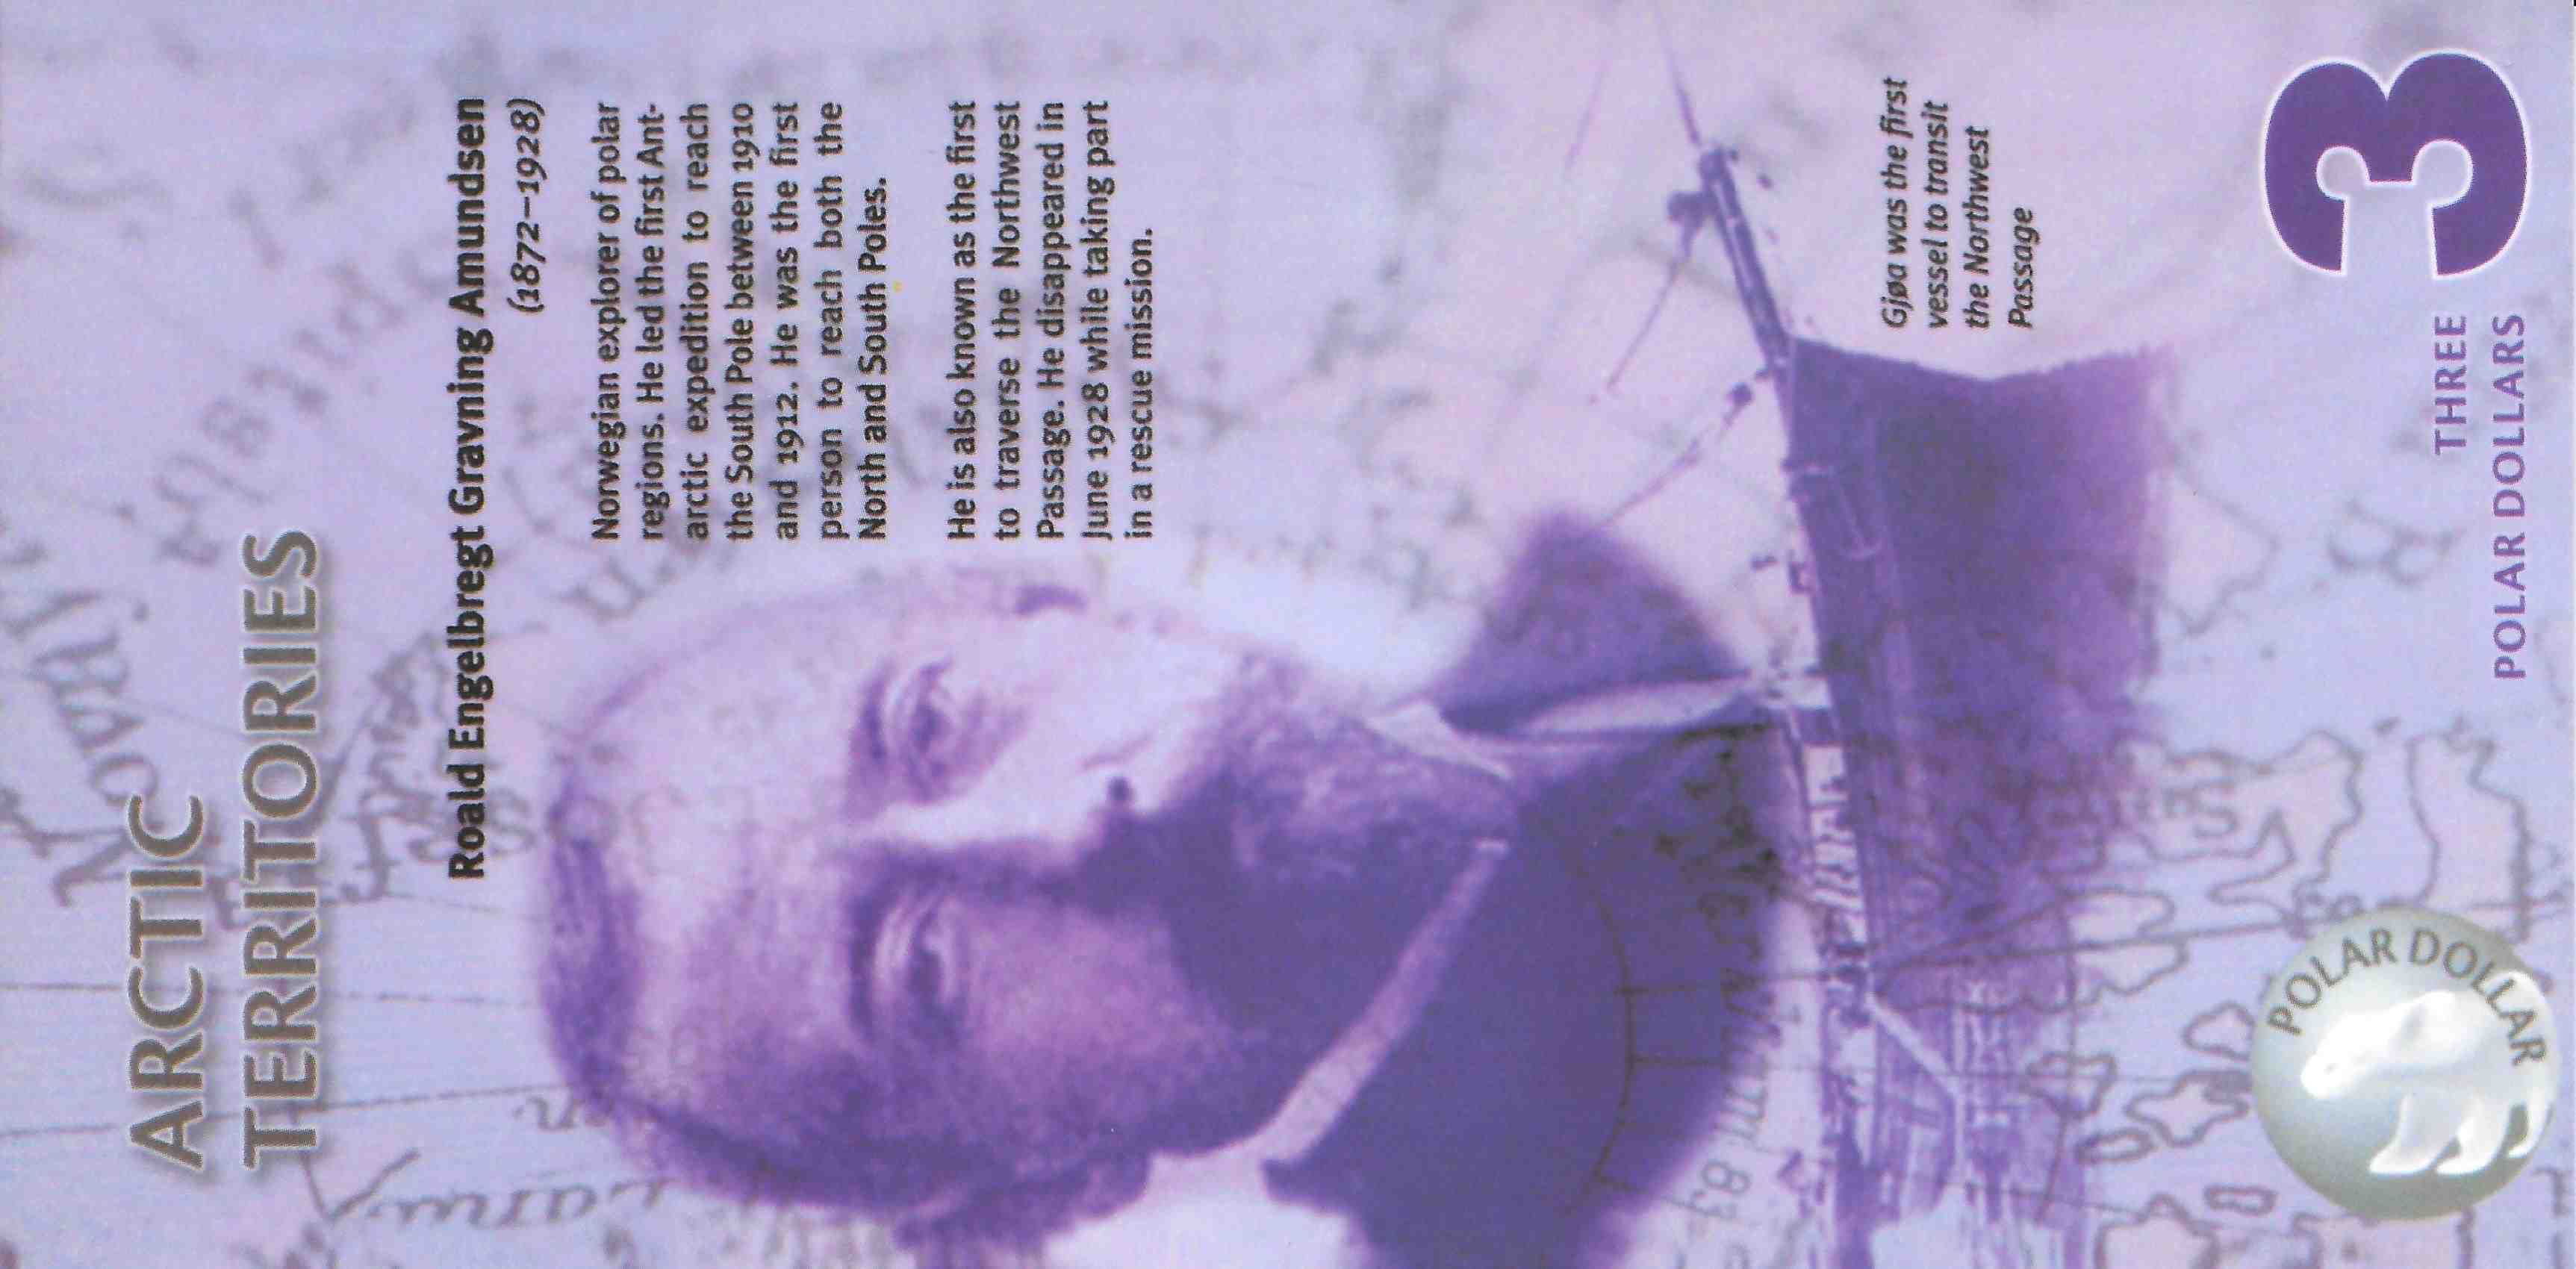 ARCTIC
TERRITORIES
Roald Engelbregt Gravning Amundsen
(1872–1928)
Norwegian explorer of polar
regions. He led the first Ant-
arctic expedition to reach
the South Pole between 1910
and 1912. He was the first
person to reach both the
North and South Poles.
He is also known as the first
to traverse the Northwest
Passage. He disappeared in
June 1928 while taking part
in a rescue mission.
Gjøa was the first
vessel to transit
the Northwest
Passage
POLAR DOLLAR
THREE
POLAR DOLLARS
3